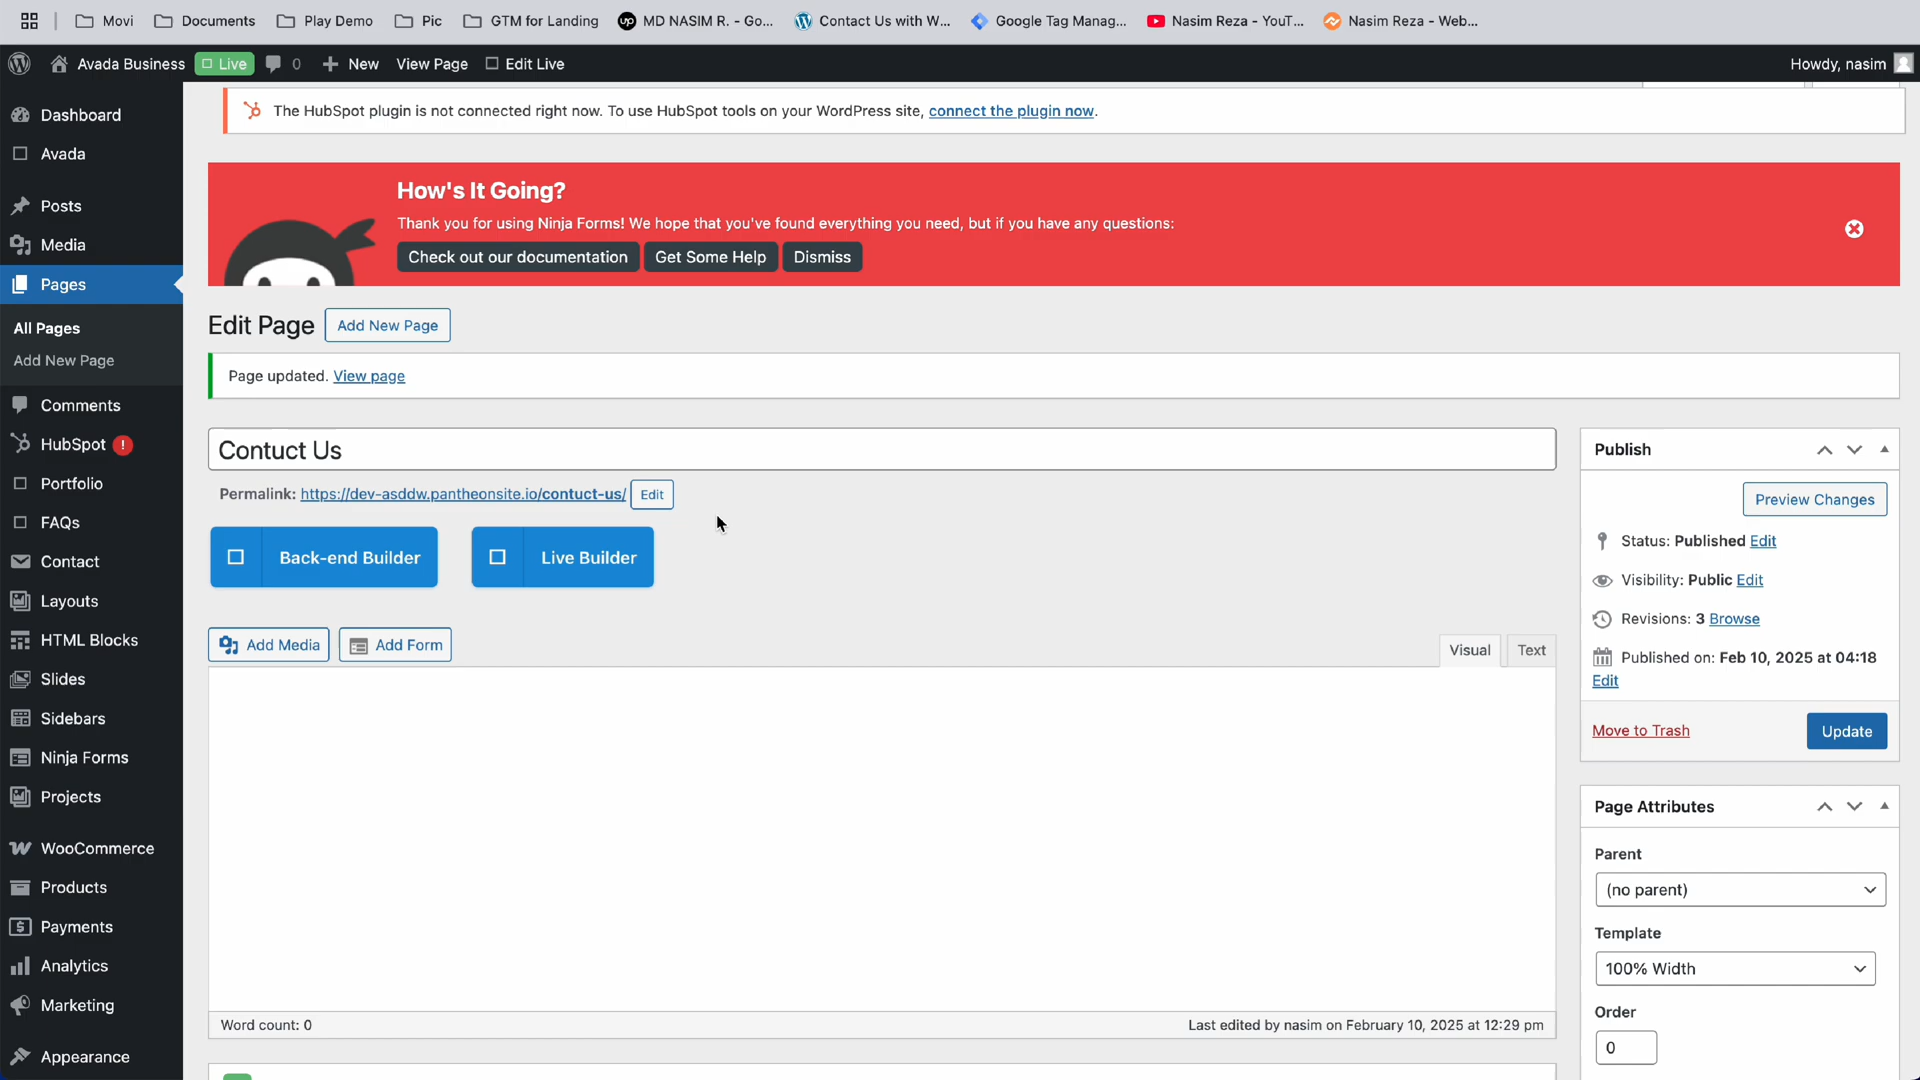 Movi
Documents
Play Demo
Pic
GTM for Landing
up MD NASIM R. - Go...
Contact Us with W...
Google Tag Manag...
Nasim Reza - YouT...
Nasim Reza - Web...
Avada Business
Live
0
New
View Page
Edit Live
Howdy, nasim
Dashboard
Avada
Posts
Media
Pages
All Pages
Add New Page
Comments
HubSpot !
Portfolio
FAQs
Contact
Layouts
HTML Blocks
Slides
Sidebars
Ninja Forms
Projects
WooCommerce
Products
Payments
Analytics
Marketing
Appearance
The HubSpot plugin is not connected right now. To use HubSpot tools on your WordPress site, connect the plugin now.
How's It Going?
Thank you for using Ninja Forms! We hope that you've found everything you need, but if you have any questions:
Check out our documentation
Get Some Help
Dismiss
Edit Page
Add New Page
Page updated. View page
Contuct Us
Permalink: https://dev-asddw.pantheonsite.io/contuct-us/ Edit
Back-end Builder
Live Builder
Add Media
Add Form
Visual
Text
Word count: 0
Last edited by nasim on February 10, 2025 at 12:29 pm
Publish
Preview Changes
Status: Published Edit
Visibility: Public Edit
Revisions: 3 Browse
Published on: Feb 10, 2025 at 04:18
Edit
Move to Trash
Update
Page Attributes
Parent
(no parent)
Template
100% Width
Order
0